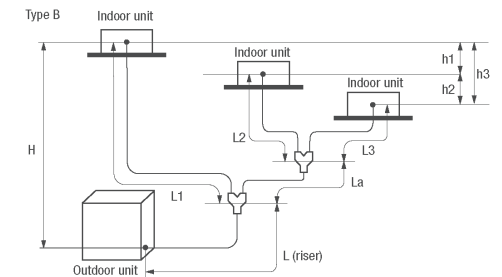 Type B
Indoor unit
Indoor unit
Indoor unit
h1
h2
h3
H
L2
L3
La
L1
L (riser)
Outdoor unit